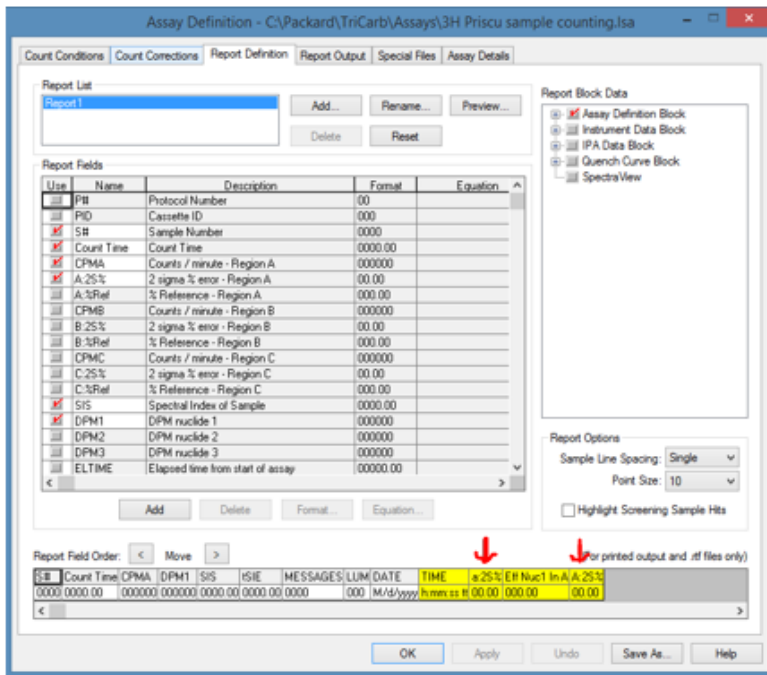 Assay Definition - C:\Packard\TriCarb\Assays\3H Priscu sample counting.lsa
Count Conditions Count Corrections Report Definition Report Output Special Files Assay Details
Report List
Report1
Add... Rename... Preview...
Delete Reset
Report Block Data
Assay Definition Block
Instrument Data Block
IPA Data Block
Quench Curve Block
SpectraView
Report Fields
Use Name Description Format Equation
P# Protocol Number 00
PID Cassette ID 000
S# Sample Number 0000
Count Time Count Time 0000.00
CPMA Counts / minute - Region A 000000
A:2S% 2 sigma % error - Region A 00.00
A:%Ref % Reference - Region A 000.00
CPMB Counts / minute - Region B 000000
B:2S% 2 sigma % error - Region B 00.00
B:%Ref % Reference - Region B 000.00
CPMC Counts / minute - Region C 000000
C:2S% 2 sigma % error - Region C 00.00
C:%Ref % Reference - Region C 000.00
SIS Spectral Index of Sample 0000.00
DPM1 DPM nuclide 1 000000
DPM2 DPM nuclide 2 000000
DPM3 DPM nuclide 3 000000
ELTIME Elapsed time from start of assay 00000.00
Add Delete Format... Equation...
Report Options
Sample Line Spacing: Single
Point Size: 10
Highlight Screening Sample Hits
Report Field Order: < Move > For printed output and .rtf files only)
S# Count Time CPMA DPM1 SIS tSIE MESSAGES LUM DATE TIME a:2S% Eff Nuc1 In A A:2S%
0000 0000.00 000000 000000 0000.00 0000.00 0000 000 M/d/yyyy h:mm:ss tt 00.00 000.00 00.00
OK Apply Undo Save As... Help